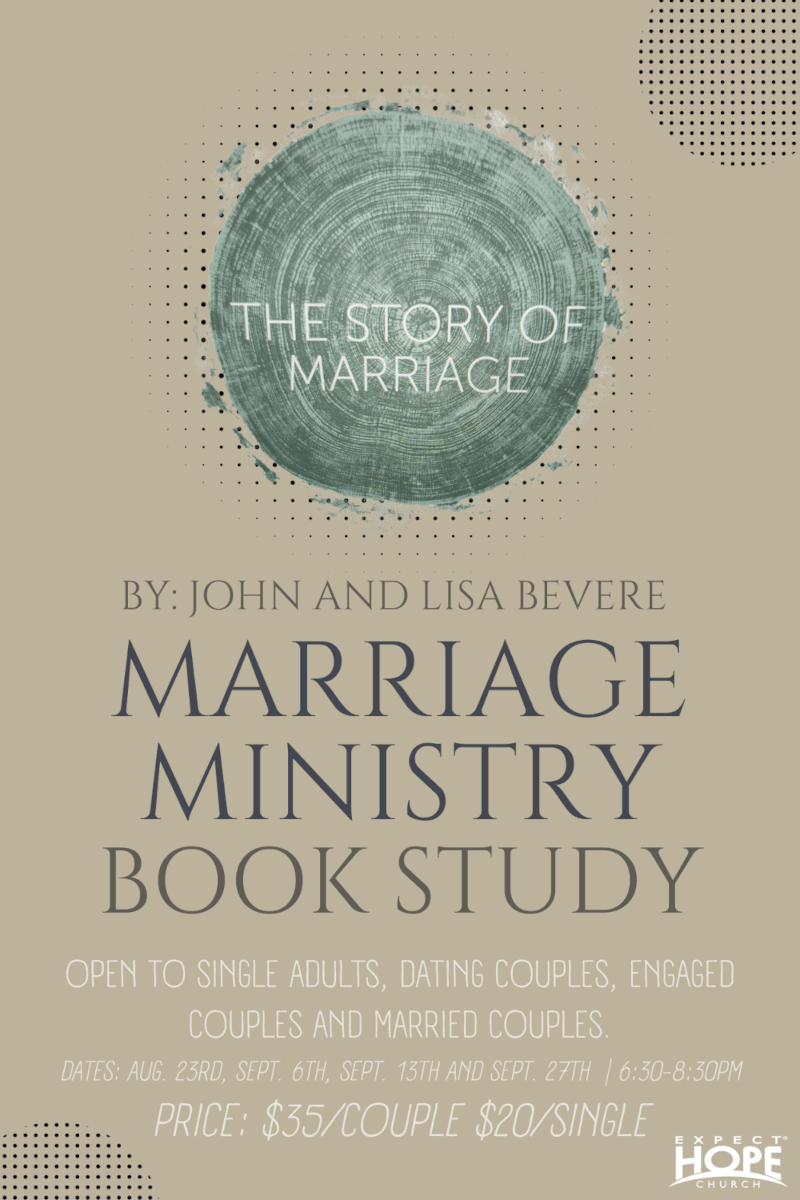 THE STORY OF
MARRIAGE
BY: JOHN AND LISA BEVERE
MARRIAGE
MINISTRY
BOOK STUDY
OPEN TO SINGLE ADULTS, DATING COUPLES, ENGAGED
COUPLES AND MARRIED COUPLES.
DATES: AUG. 23RD, SEPT. 6TH, SEPT. 13TH AND SEPT. 27TH | 6:30-8:30PM
PRICE: $35/COUPLE $20/SINGLE
EXPECT®
HOPE
CHURCH